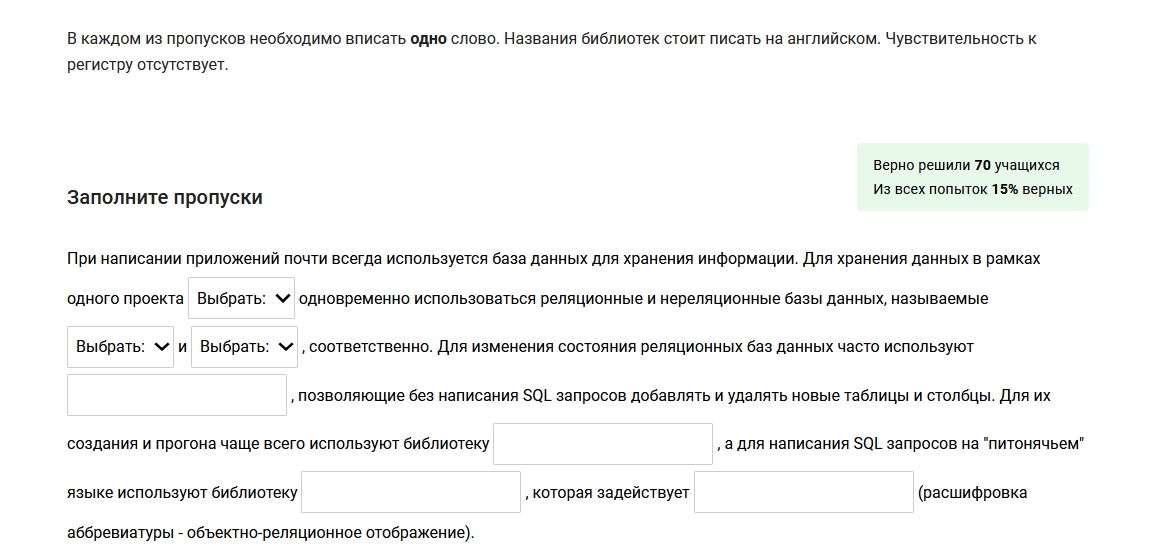 В каждом из пропусков необходимо вписать одно слово. Названия библиотек стоит писать на английском. Чувствительность к
регистру отсутствует.
Верно решили 70 учащихся
Из всех попыток 15% верных
Заполните пропуски
При написании приложений почти всегда используется база данных для хранения информации. Для хранения данных в рамках
одного проекта Выбрать: одновременно использоваться реляционные и нереляционные базы данных, называемые
Выбрать: и Выбрать: , соответственно. Для изменения состояния реляционных баз данных часто используют
, позволяющие без написания SQL запросов добавлять и удалять новые таблицы и столбцы. Для их
создания и прогона чаще всего используют библиотеку , а для написания SQL запросов на "питонячьем"
языке используют библиотеку , которая задействует (расшифровка
аббревиатуры - объектно-реляционное отображение).